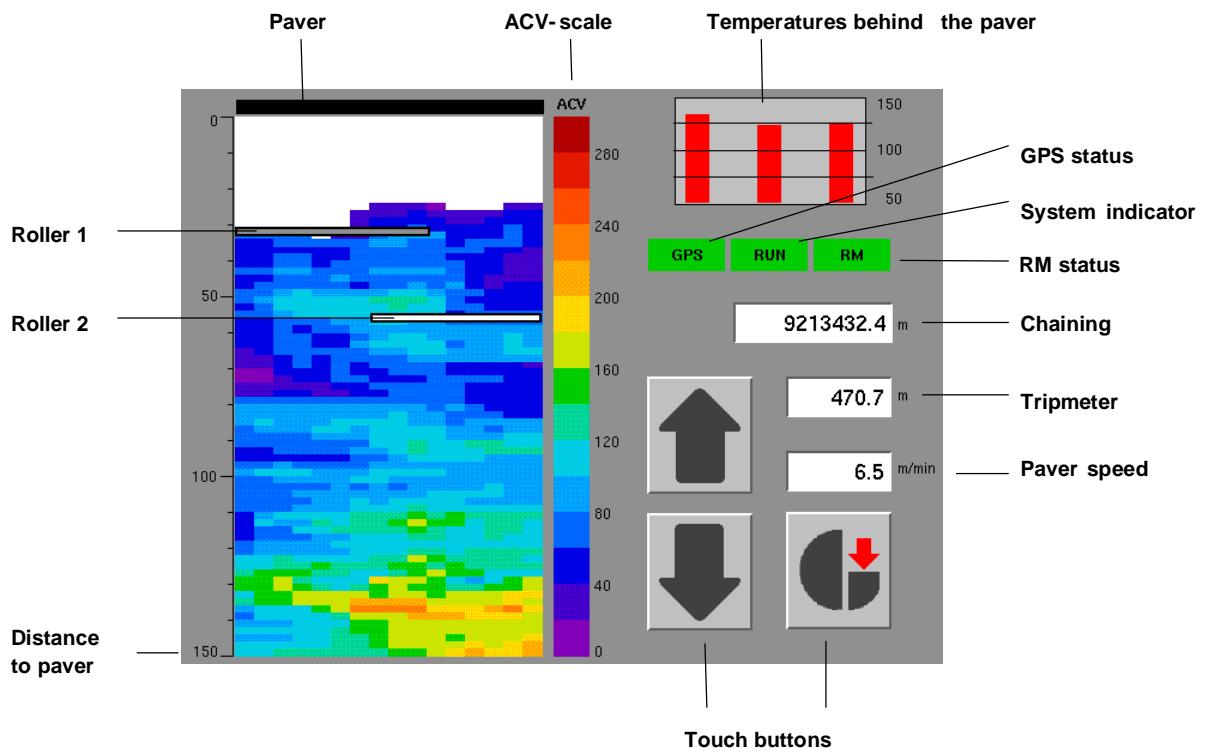 Paver
ACV- scale
Temperatures behind the paver
ACV
150
100
50
0
50
100
150
280
240
200
160
120
80
40
0
GPS RUN RM
9213432.4 m
470.7 m
6.5 m/min
Roller 1
Roller 2
Distance
to paver
GPS status
System indicator
RM status
Chaining
Tripmeter
Paver speed
Touch buttons